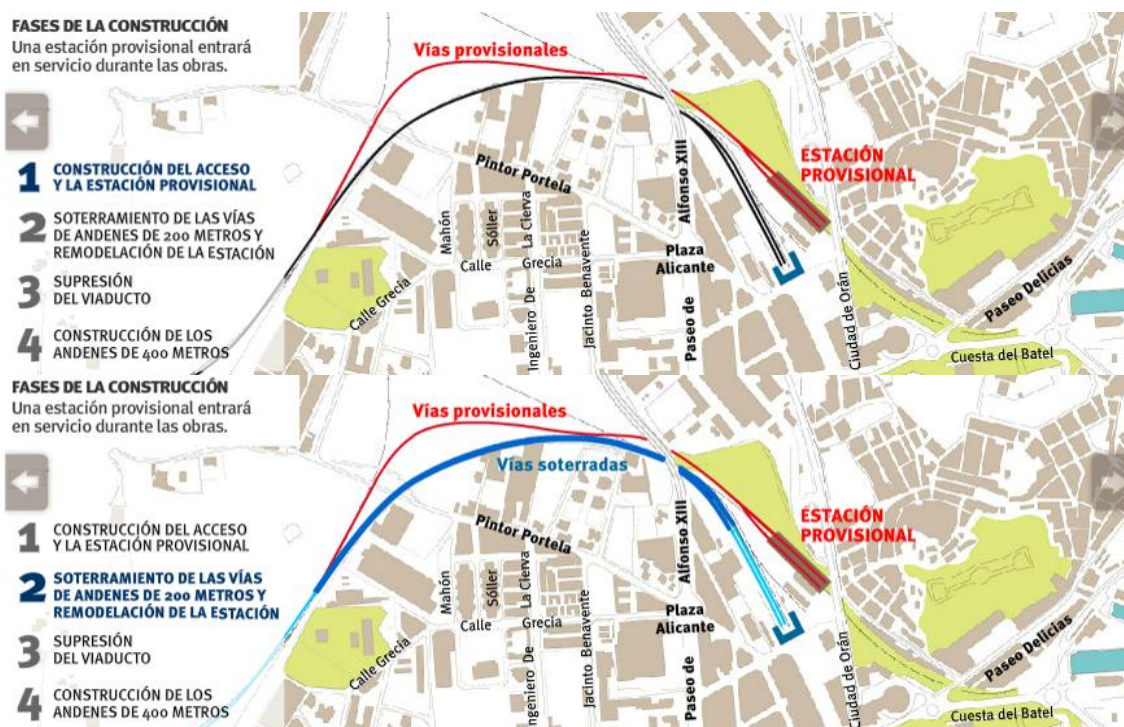 FASES DE LA CONSTRUCCIÓN
Una estación provisional entrará
en servicio durante las obras.
1 CONSTRUCCIÓN DEL ACCESO
Y LA ESTACIÓN PROVISIONAL
2 SOTERRAMIENTO DE LAS VÍAS
DE ANDENES DE 200 METROS Y
REMODELACIÓN DE LA ESTACIÓN
3 SUPRESIÓN
DEL VIADUCTO
4 CONSTRUCCIÓN DE LOS
ANDENES DE 400 METROS
Vías provisionales
ESTACIÓN
PROVISIONAL
Pintor Portela
Alfonso XIII
Mahón
Sóller
La Cierva
Ingeniero De
Jacinto Benavente
Calle Grecia
Calle Grecia
Plaza
Alicante
Paseo de
Ciudad de Orán
Paseo Delicias
Cuesta del Batel
FASES DE LA CONSTRUCCIÓN
Una estación provisional entrará
en servicio durante las obras.
1 CONSTRUCCIÓN DEL ACCESO
Y LA ESTACIÓN PROVISIONAL
2 SOTERRAMIENTO DE LAS VÍAS
DE ANDENES DE 200 METROS Y
REMODELACIÓN DE LA ESTACIÓN
3 SUPRESIÓN
DEL VIADUCTO
4 CONSTRUCCIÓN DE LOS
ANDENES DE 400 METROS
Vías provisionales
Vías soterradas
ESTACIÓN
PROVISIONAL
Pintor Portela
Alfonso XIII
Mahón
Sóller
La Cierva
Ingeniero De
Jacinto Benavente
Calle Grecia
Calle Grecia
Plaza
Alicante
Paseo de
Ciudad de Orán
Paseo Delicias
Cuesta del Batel